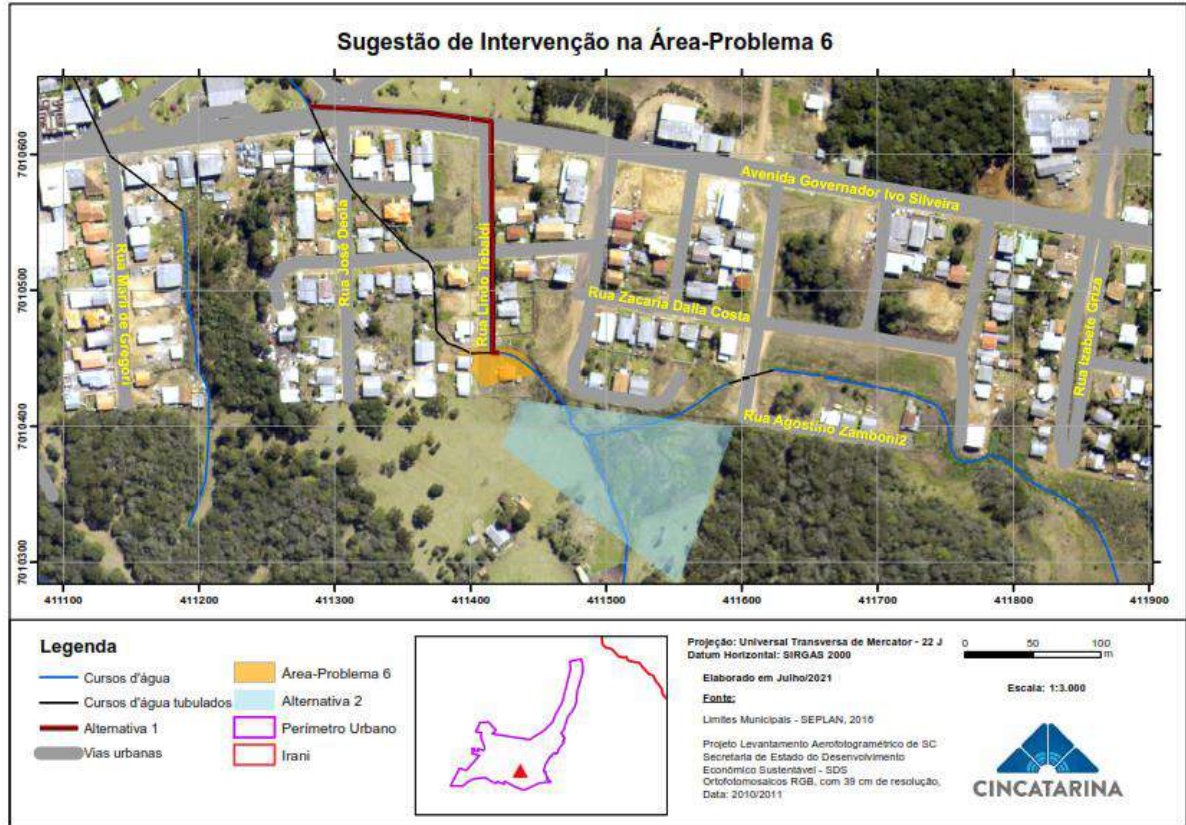 Sugestão de Intervenção na Área-Problema 6
7010600
7010500
7010400
7010300
Avenida Governador Ivo Silveira
Rua Marli de Gregori
Rua José Deola
Rua Lindo Tebaldi
Rua Zacaria Dalla Costa
Rua Izabete Griza
Rua Agostino Zamboni2
411100 411200 411300 411400 411500 411600 411700 411800 411900
Legenda
Cursos d'água
Cursos d'água tubulados
Alternativa 1
Vias urbanas
Área-Problema 6
Alternativa 2
Perímetro Urbano
Irani
Projeção: Universal Transversa de Mercator - 22 J
Datum Horizontal: SIRGAS 2000
Elaborado em Julho/2021
Fonte:
Limites Municipais - SEPLAN, 2016
Projeto Levantamento Aerofotogramétrico de SC
Secretaria de Estado do Desenvolvimento
Econômico Sustentável - SDS
Ortofotomosaicos RGB, com 39 cm de resolução,
Data: 2010/2011
0 50 100
m
Escala: 1:3.000
CINCATARINA